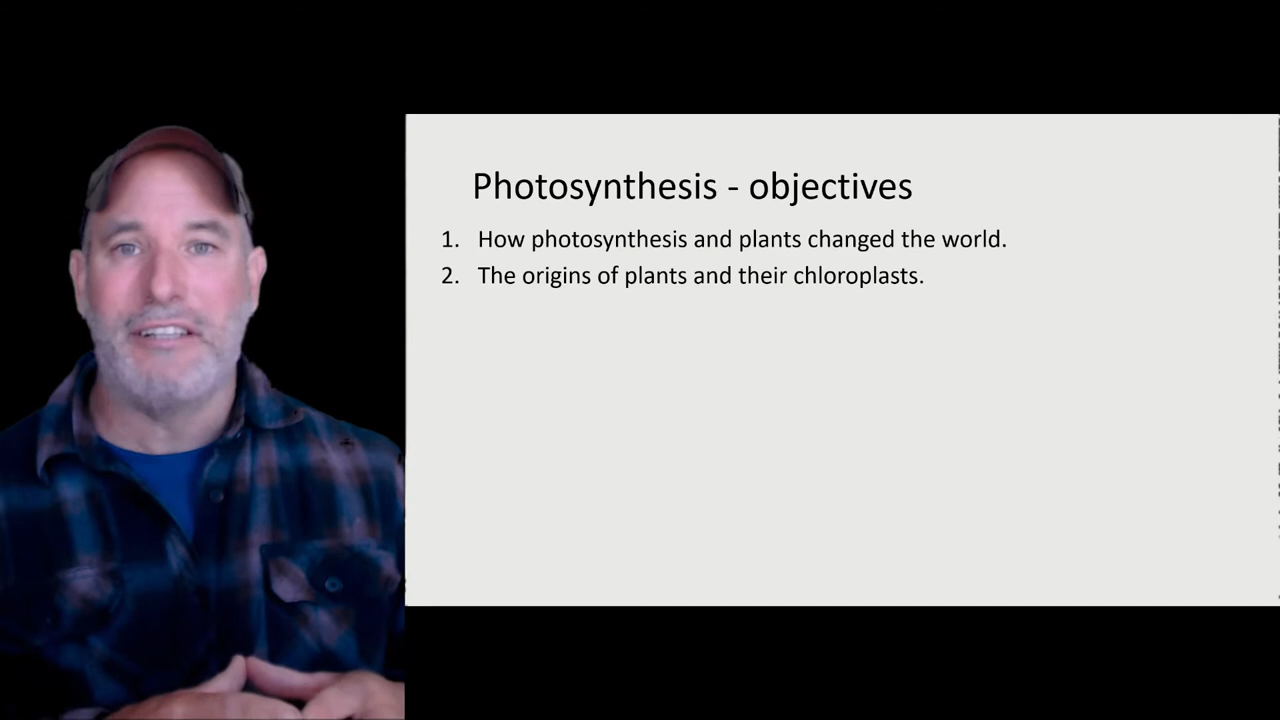 Photosynthesis - objectives
1. How photosynthesis and plants changed the world.
2. The origins of plants and their chloroplasts.